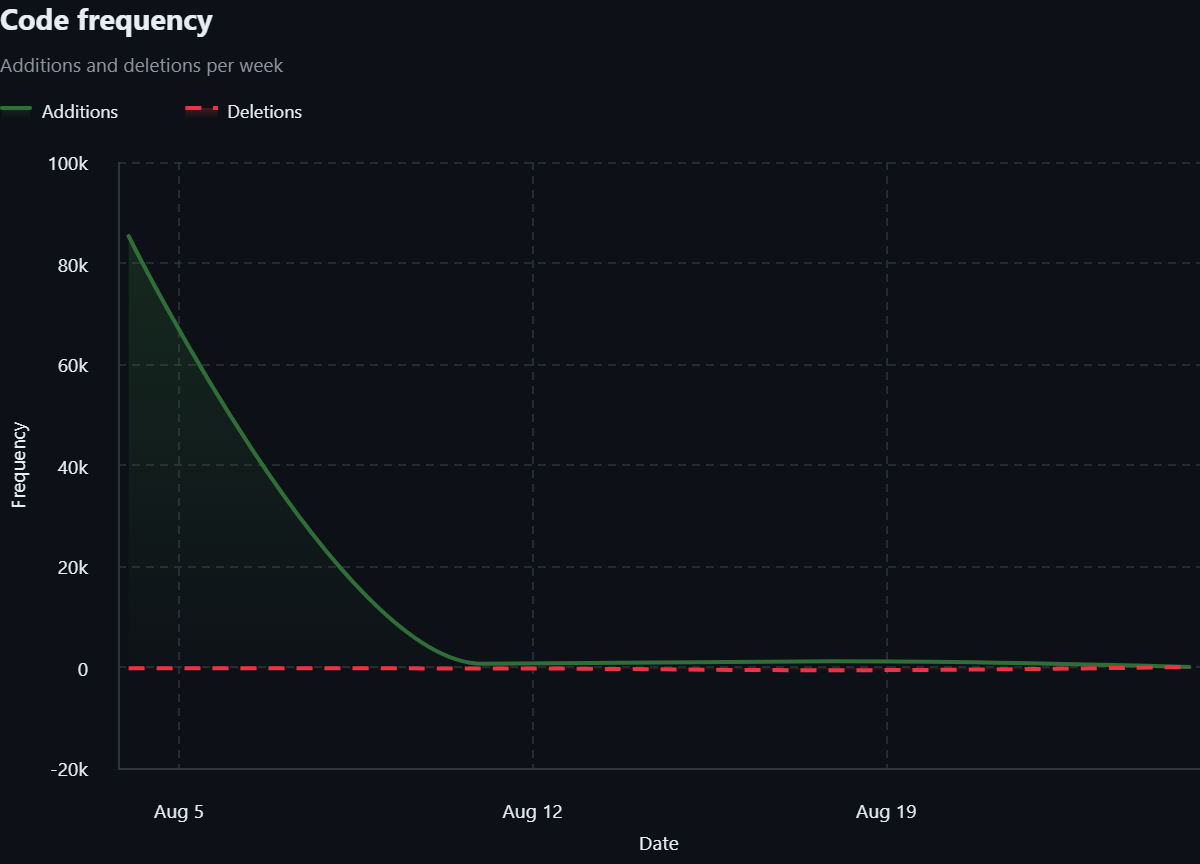 Code frequency
Additions and deletions per week
Additions Deletions
100k
80k
60k
40k
20k
0
-20k
Frequency
Aug 5 Aug 12 Aug 19
Date